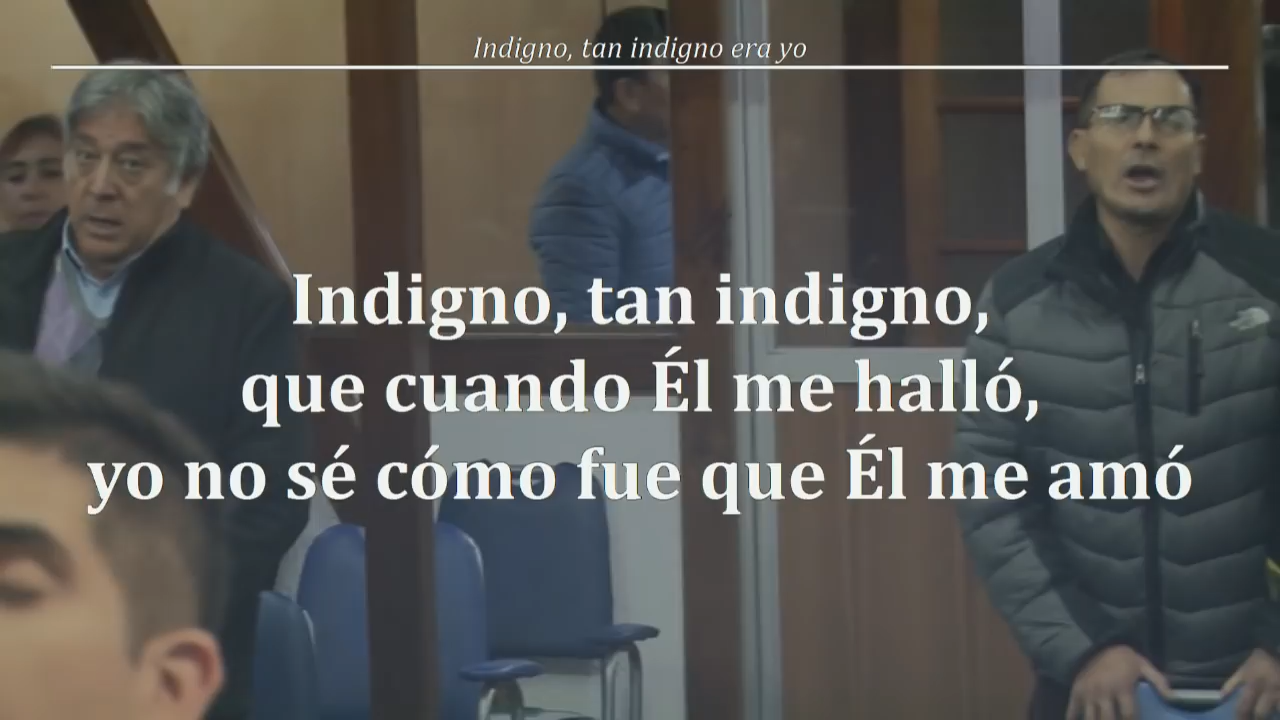 Indigno, tan indigno era yo
Indigno, tan indigno,
que cuando Él me halló,
yo no sé cómo fue que Él me amó